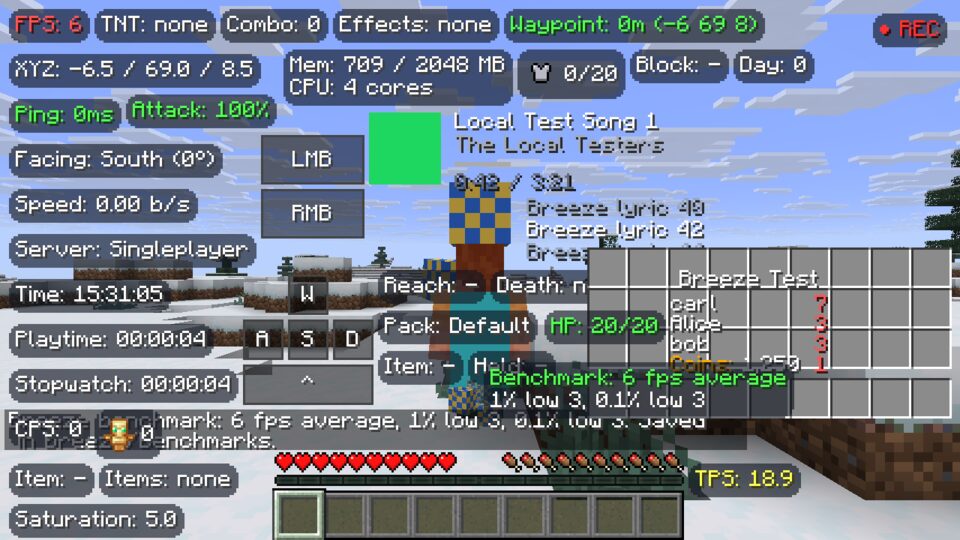 FPS: 6
TNT: none
Combo: 0
Effects: none
Waypoint: 0m (-6 69 8)
REC
XYZ: -6.5 / 69.0 / 8.5
Mem: 709 / 2048 MB
CPU: 4 cores
0/20
Block: -
Day: 0
Ping: 0ms
Attack: 100%
Local Test Song 1
The Local Testers
0:42 / 3:21
Facing: South (0°)
LMB
RMB
Speed: 0.00 b/s
Breeze lyric 40
Breeze lyric 42
Breeze
Server: Singleplayer
Time: 15:31:05
W
Reach: -
Death:
Breeze Test
carl 7
Alice 3
bob 3
Coins: 1,250 1
Playtime: 00:00:04
A
S
D
Pack: Default
HP: 20/20
Item: -
Stopwatch: 00:00:04
^
Benchmark: 6 fps average
1% low 3, 0.1% low 3
benchmark: 6 fps average, 1% low 3, 0.1% low 3. Saved
benchmarks.
CPS: 0
0
Item: -
Items: none
TPS: 18.9
Saturation: 5.0